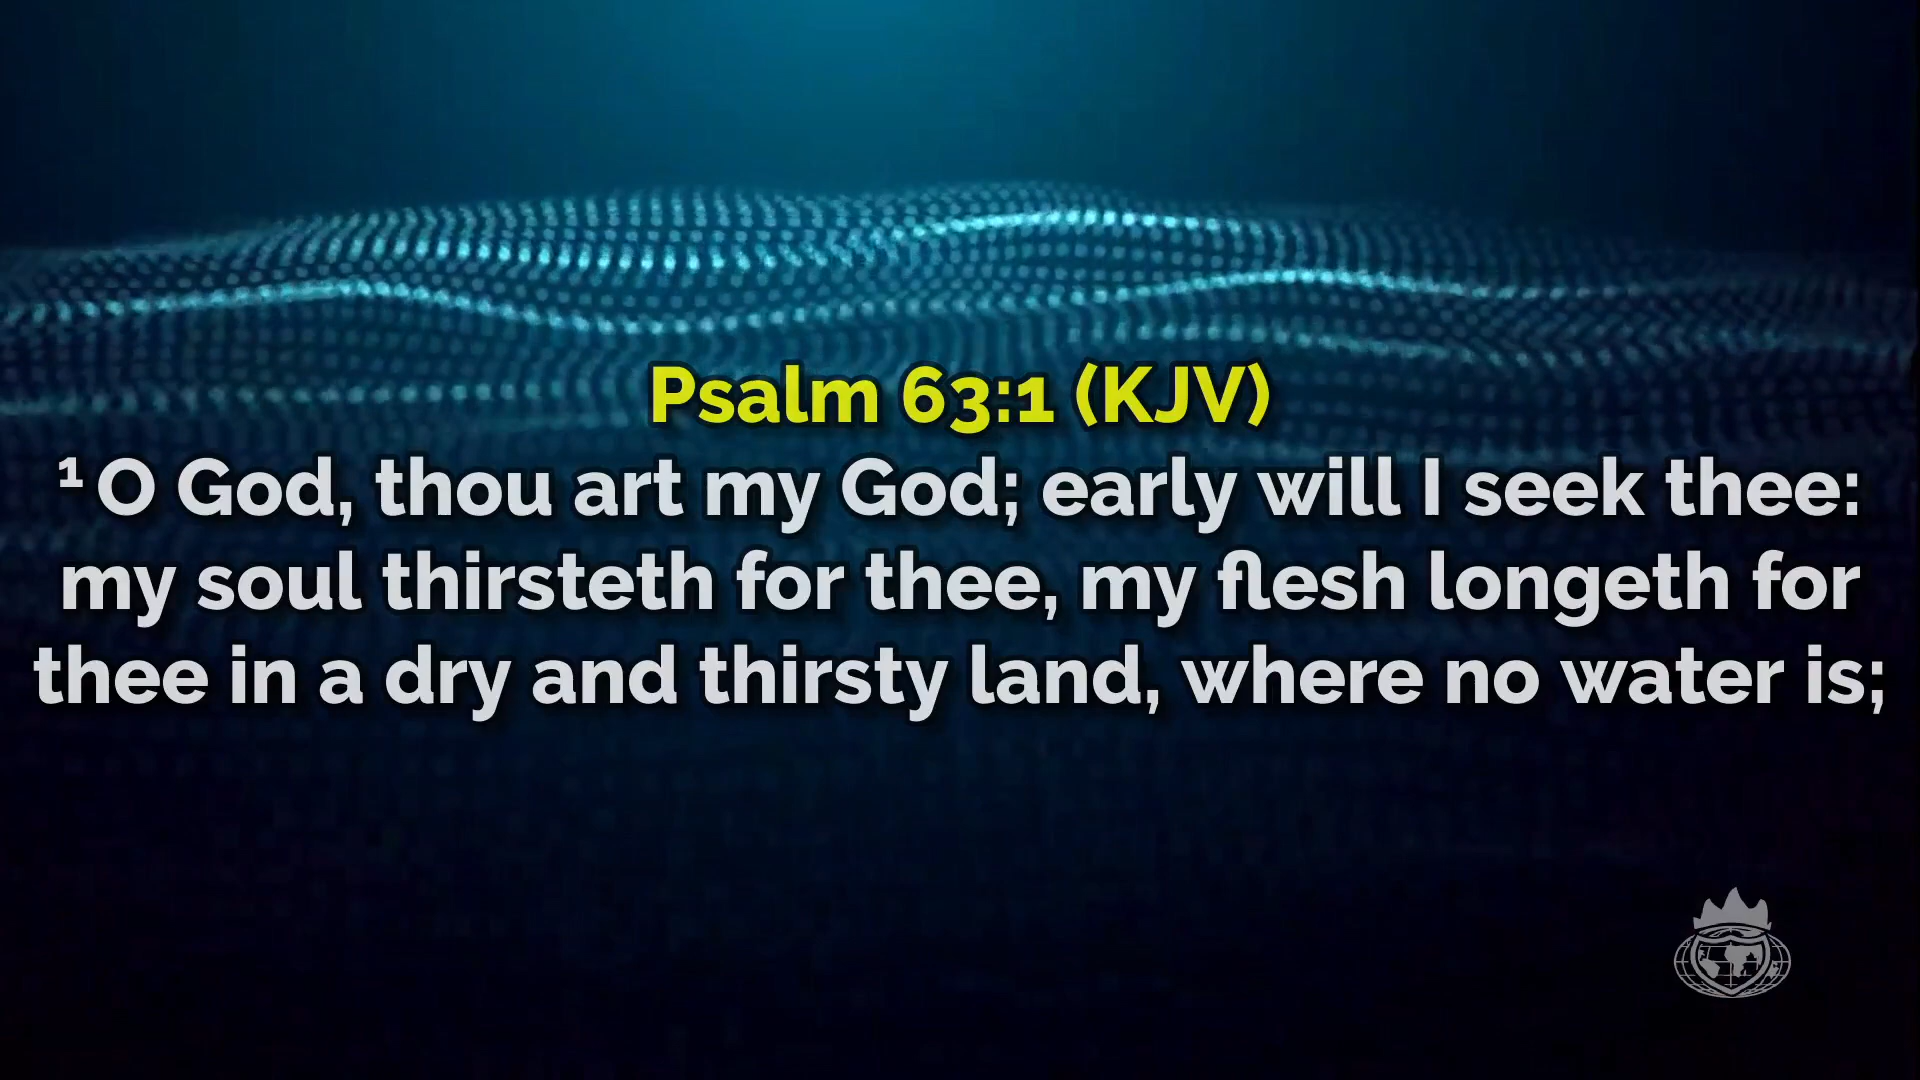 Psalm 63:1 (KJV)
¹ O God, thou art my God; early will I seek thee:
my soul thirsteth for thee, my flesh longeth for
thee in a dry and thirsty land, where no water is;